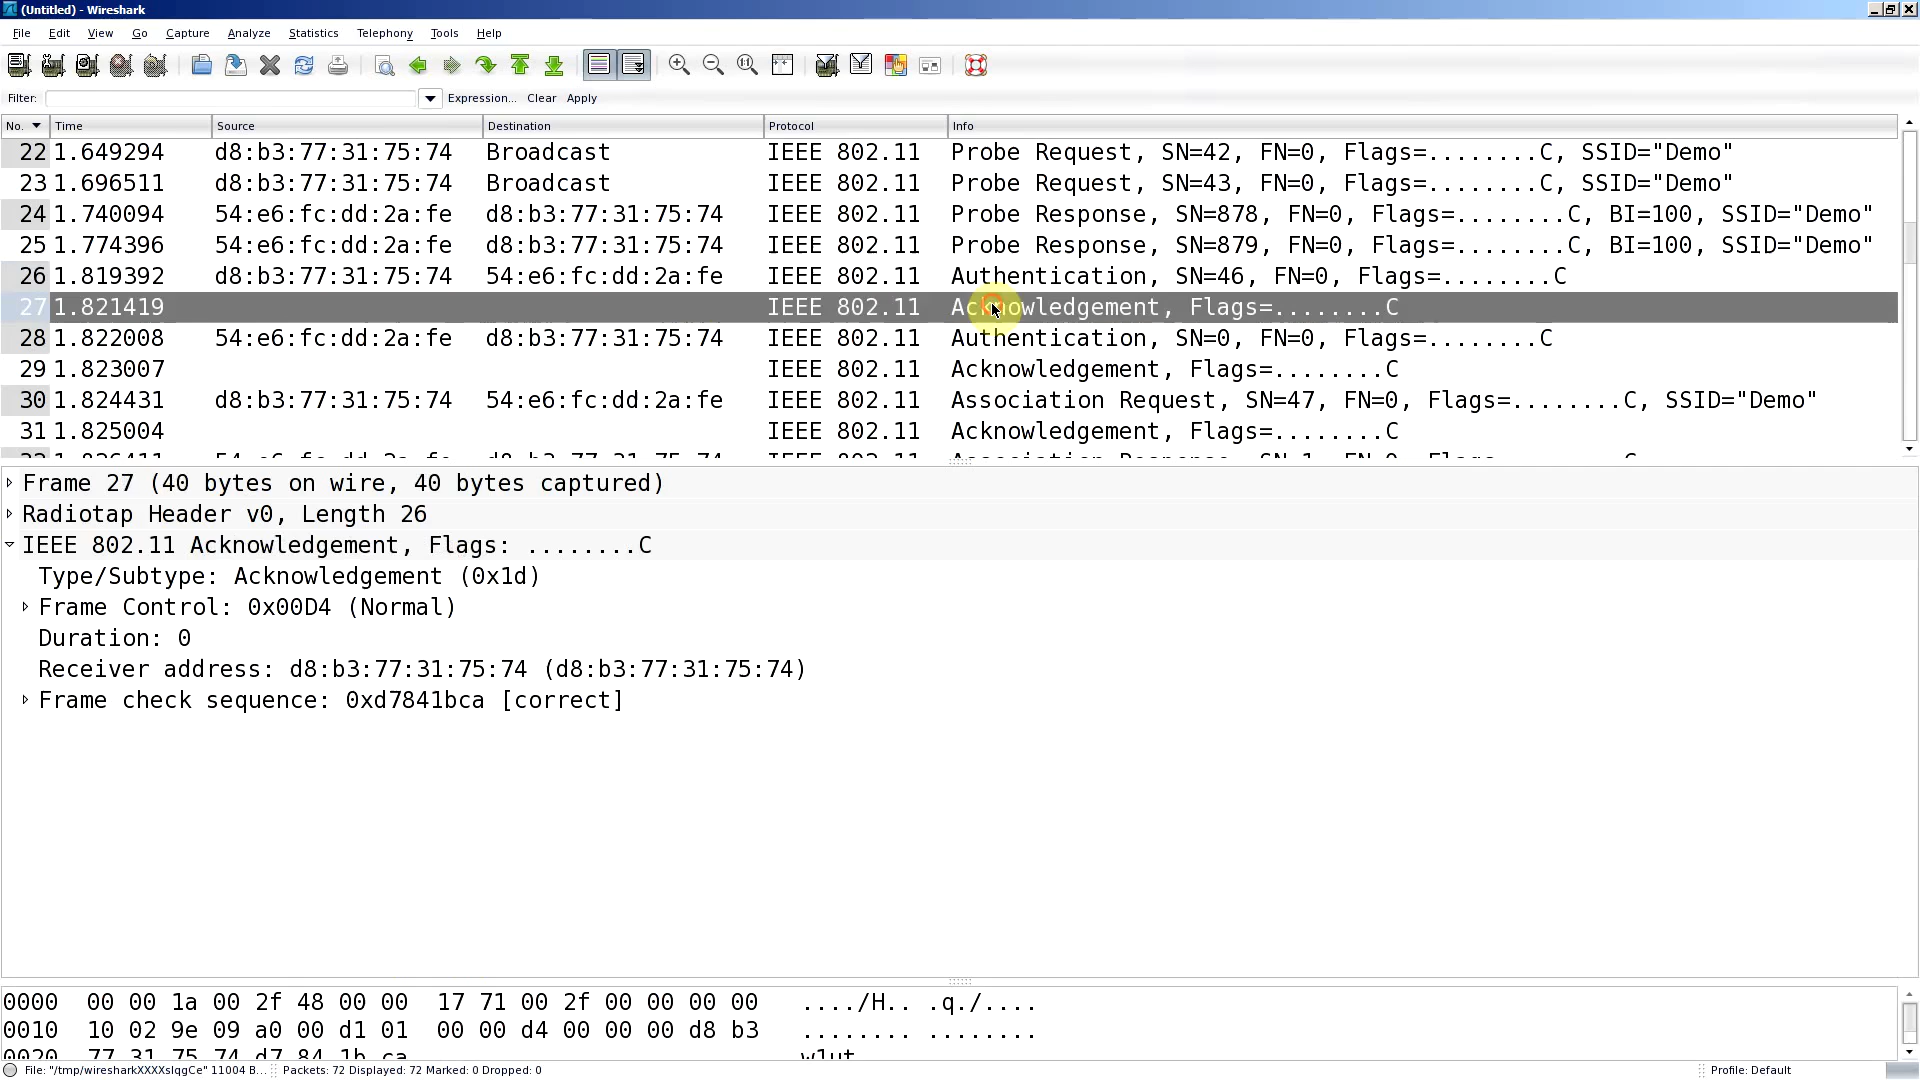 (Untitled) - Wireshark
File Edit View Go Capture Analyze Statistics Telephony Tools Help
Filter: Expression... Clear Apply
No. Time Source Destination Protocol Info
22 1.649294 d8:b3:77:31:75:74 Broadcast IEEE 802.11 Probe Request, SN=42, FN=0, Flags=........C, SSID="Demo"
23 1.696511 d8:b3:77:31:75:74 Broadcast IEEE 802.11 Probe Request, SN=43, FN=0, Flags=........C, SSID="Demo"
24 1.740094 54:e6:fc:dd:2a:fe d8:b3:77:31:75:74 IEEE 802.11 Probe Response, SN=878, FN=0, Flags=........C, BI=100, SSID="Demo"
25 1.774396 54:e6:fc:dd:2a:fe d8:b3:77:31:75:74 IEEE 802.11 Probe Response, SN=879, FN=0, Flags=........C, BI=100, SSID="Demo"
26 1.819392 d8:b3:77:31:75:74 54:e6:fc:dd:2a:fe IEEE 802.11 Authentication, SN=46, FN=0, Flags=........C
27 1.821419 IEEE 802.11 Acknowledgement, Flags=........C
28 1.822008 54:e6:fc:dd:2a:fe d8:b3:77:31:75:74 IEEE 802.11 Authentication, SN=0, FN=0, Flags=........C
29 1.823007 IEEE 802.11 Acknowledgement, Flags=........C
30 1.824431 d8:b3:77:31:75:74 54:e6:fc:dd:2a:fe IEEE 802.11 Association Request, SN=47, FN=0, Flags=........C, SSID="Demo"
31 1.825004 IEEE 802.11 Acknowledgement, Flags=........C
Frame 27 (40 bytes on wire, 40 bytes captured)
Radiotap Header v0, Length 26
IEEE 802.11 Acknowledgement, Flags: ........C
Type/Subtype: Acknowledgement (0x1d)
Frame Control: 0x00D4 (Normal)
Duration: 0
Receiver address: d8:b3:77:31:75:74 (d8:b3:77:31:75:74)
Frame check sequence: 0xd7841bca [correct]
0000 00 00 1a 00 2f 48 00 00 17 71 00 2f 00 00 00 00 ..../H.. .q./....
0010 10 02 9e 09 a0 00 d1 01 00 00 d4 00 00 00 d8 b3 ........ ........
0020 77 31 75 74 d7 84 1b ca w1ut
File: "/tmp/wiresharkXXXXslqgCe" 11004 B... Packets: 72 Displayed: 72 Marked: 0 Dropped: 0 Profile: Default